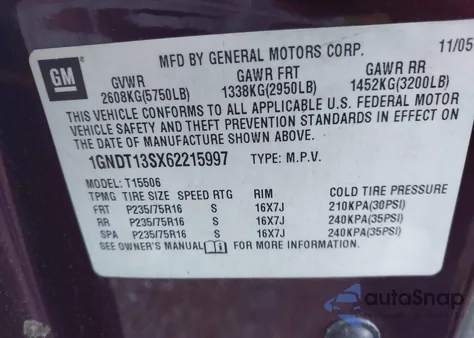 GM
MFD BY GENERAL MOTORS CORP. 11/05
GVWR GAWR FRT GAWR RR
2608KG(5750LB) 1338KG(2950LB) 1452KG(3200LB)
THIS VEHICLE CONFORMS TO ALL APPLICABLE U.S. FEDERAL MOTOR
VEHICLE SAFETY AND THEFT PREVENTION STANDARDS IN EFFECT ON
THE DATE OF MANUFACTURE SHOWN ABOVE.
1GNDT13SX62215997 TYPE: M.P.V.
MODEL: T15506
TPMG TIRE SIZE SPEED RTG RIM COLD TIRE PRESSURE
FRT P235/75R16 S 16X7J 210KPA(30PSI)
RR P235/75R16 S 16X7J 240KPA(35PSI)
SPA P235/75R16 S 16X7J 240KPA(35PSI)
SEE OWNER'S MANUAL FOR MORE INFORMATION.
autoSnap